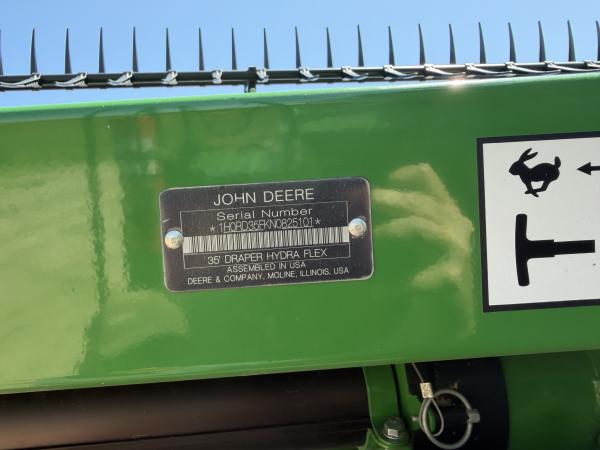 JOHN DEERE
Serial Number
*1H0RD35FKN0825101*
35' DRAPER HYDRA FLEX
ASSEMBLED IN USA
DEERE & COMPANY, MOLINE, ILLINOIS, USA